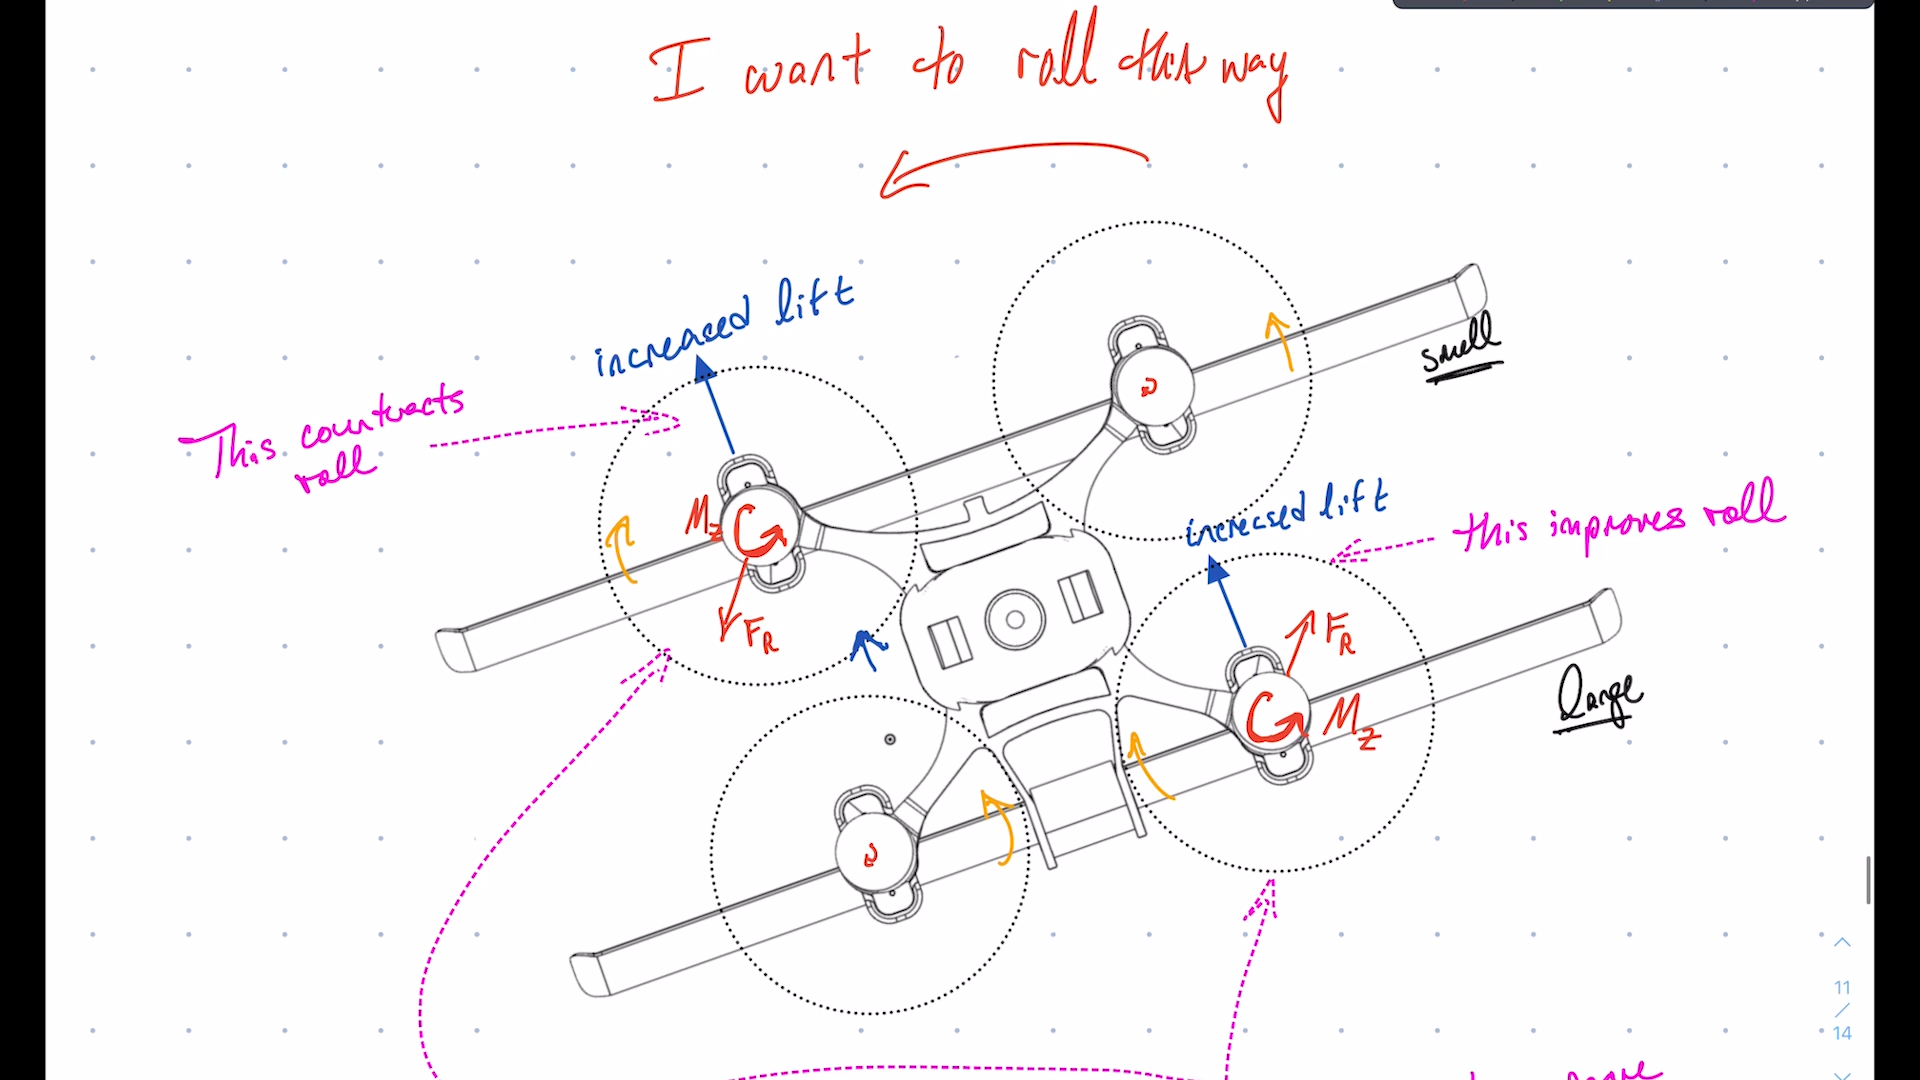 I want to roll this way
increased lift
small
This counteracts
roll
increased lift
this improves roll
Mz
FR
FR
Mz
large
11
/
14